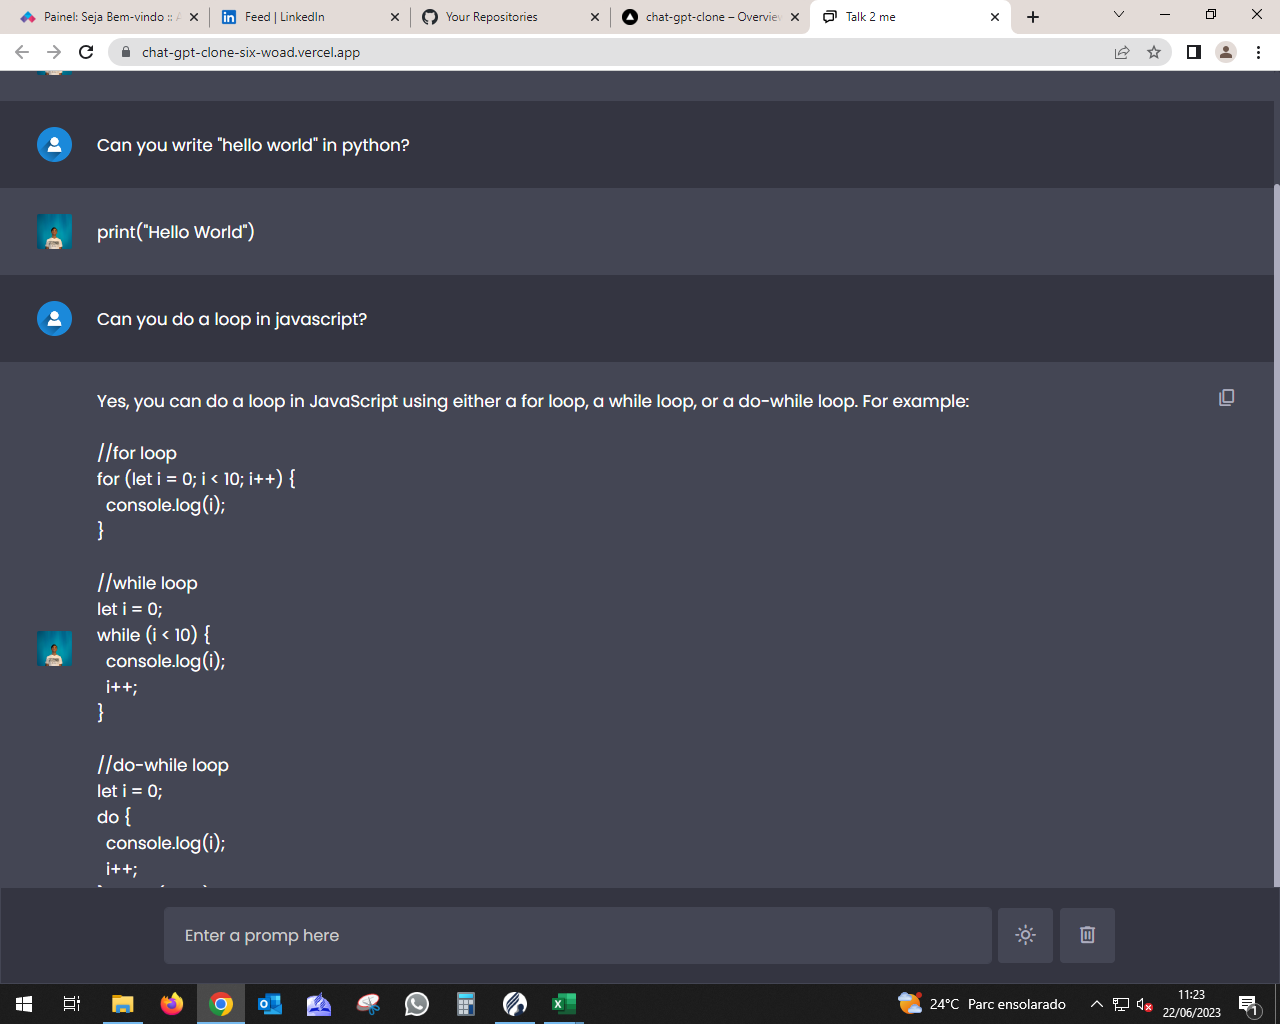 Painel: Seja Bem-vindo ::
Feed | LinkedIn
Your Repositories
chat-gpt-clone – Overview
Talk 2 me
chat-gpt-clone-six-woad.vercel.app
Can you write "hello world" in python?
print("Hello World")
Can you do a loop in javascript?
Yes, you can do a loop in JavaScript using either a for loop, a while loop, or a do-while loop. For example:
//for loop
for (let i = 0; i < 10; i++) {
  console.log(i);
}
//while loop
let i = 0;
while (i < 10) {
  console.log(i);
  i++;
}
//do-while loop
let i = 0;
do {
  console.log(i);
  i++;
Enter a promp here
24°C Parc ensolarado
11:23
22/06/2023
1